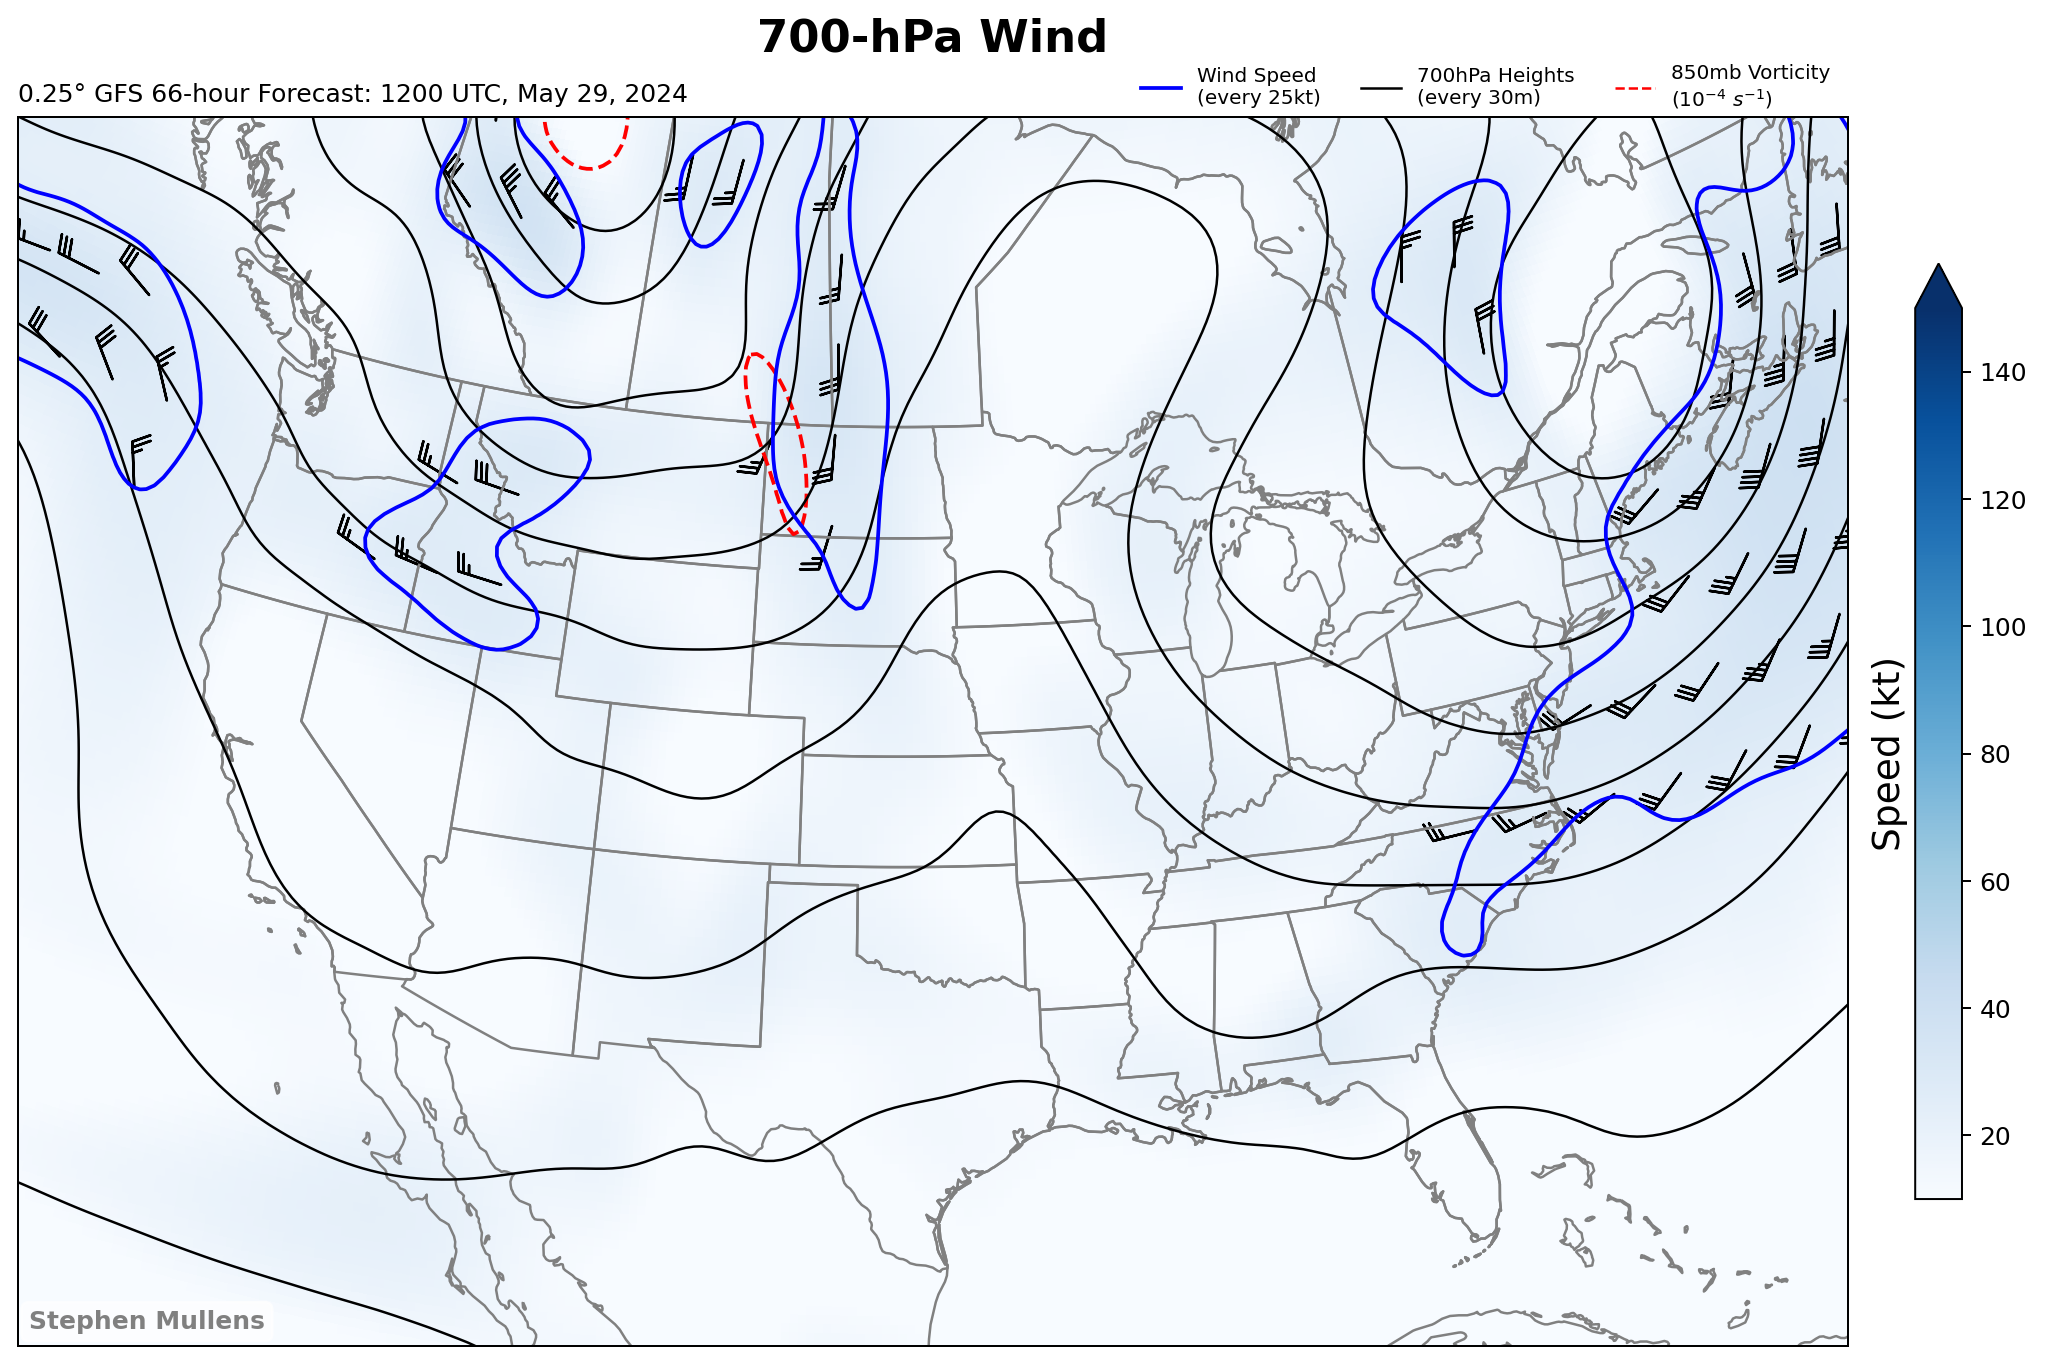 700-hPa Wind
0.25° GFS 66-hour Forecast: 1200 UTC, May 29, 2024
Wind Speed
(every 25kt)
700hPa Heights
(every 30m)
850mb Vorticity
(10⁻⁴ s⁻¹)
140
120
100
80
60
40
20
Speed (kt)
Stephen Mullens